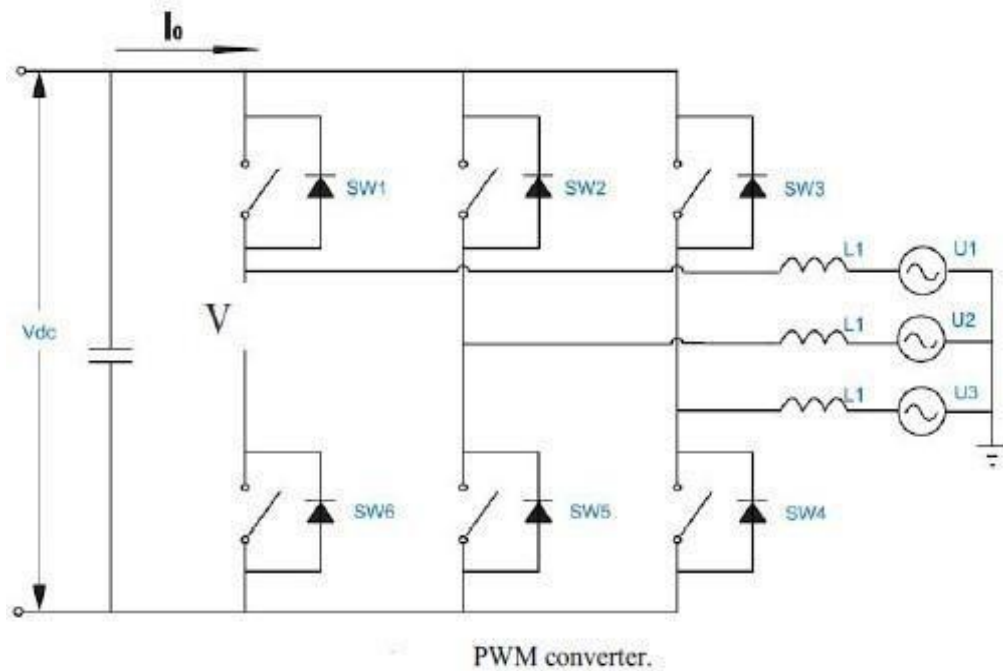 I0
SW1
SW2
SW3
L1
U1
V
L1
U2
Vdc
L1
U3
SW6
SW5
SW4
PWM converter.